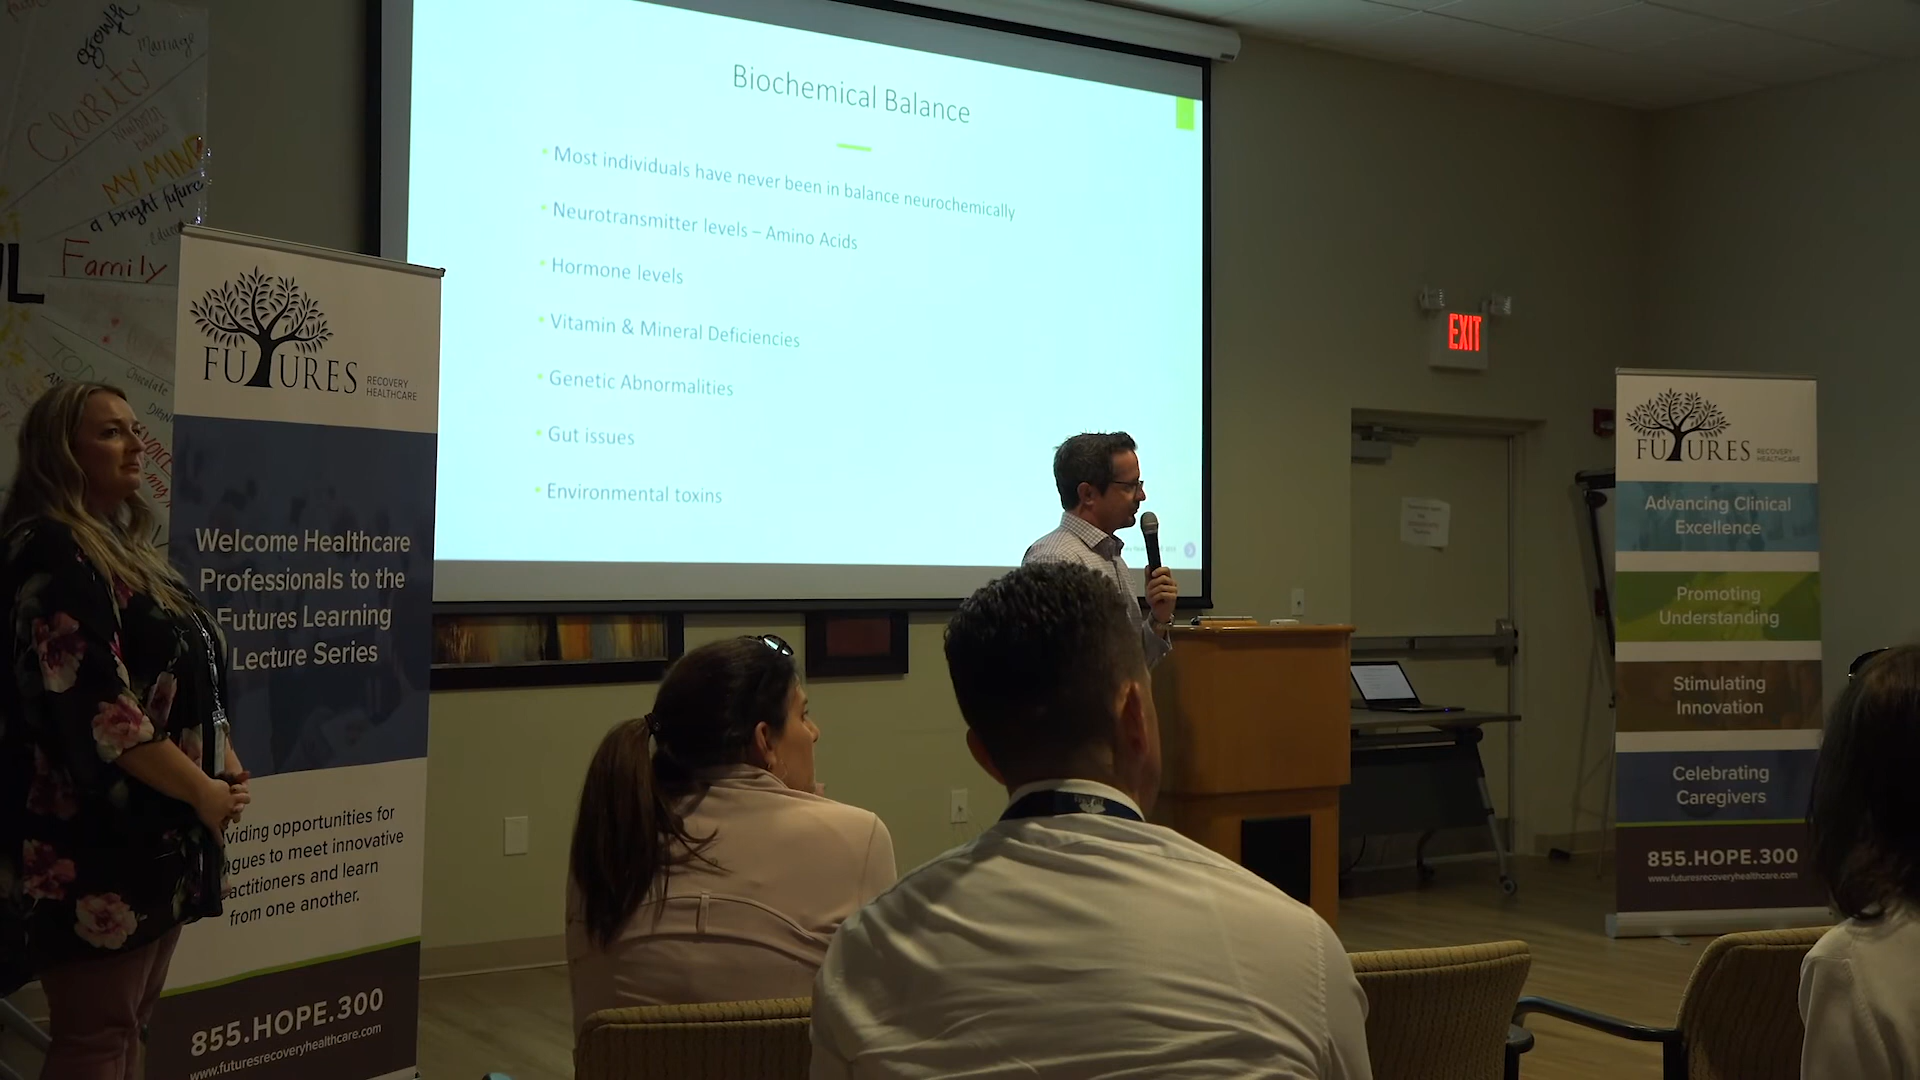 growth
Marriage
Clarity
MY MIND
a bright future
Family
Chocolate
FUTURES
RECOVERY
HEALTHCARE
Welcome Healthcare
Professionals to the
Futures Learning
Lecture Series
viding opportunities for
gues to meet innovative
actitioners and learn
from one another.
855.HOPE.300
www.futuresrecoveryhealthcare.com
Biochemical Balance
• Most individuals have never been in balance neurochemically
• Neurotransmitter levels – Amino Acids
• Hormone levels
• Vitamin & Mineral Deficiencies
• Genetic Abnormalities
• Gut issues
• Environmental toxins
EXIT
FUTURES
RECOVERY
HEALTHCARE
Advancing Clinical
Excellence
Promoting
Understanding
Stimulating
Innovation
Celebrating
Caregivers
855.HOPE.300
www.futuresrecoveryhealthcare.com